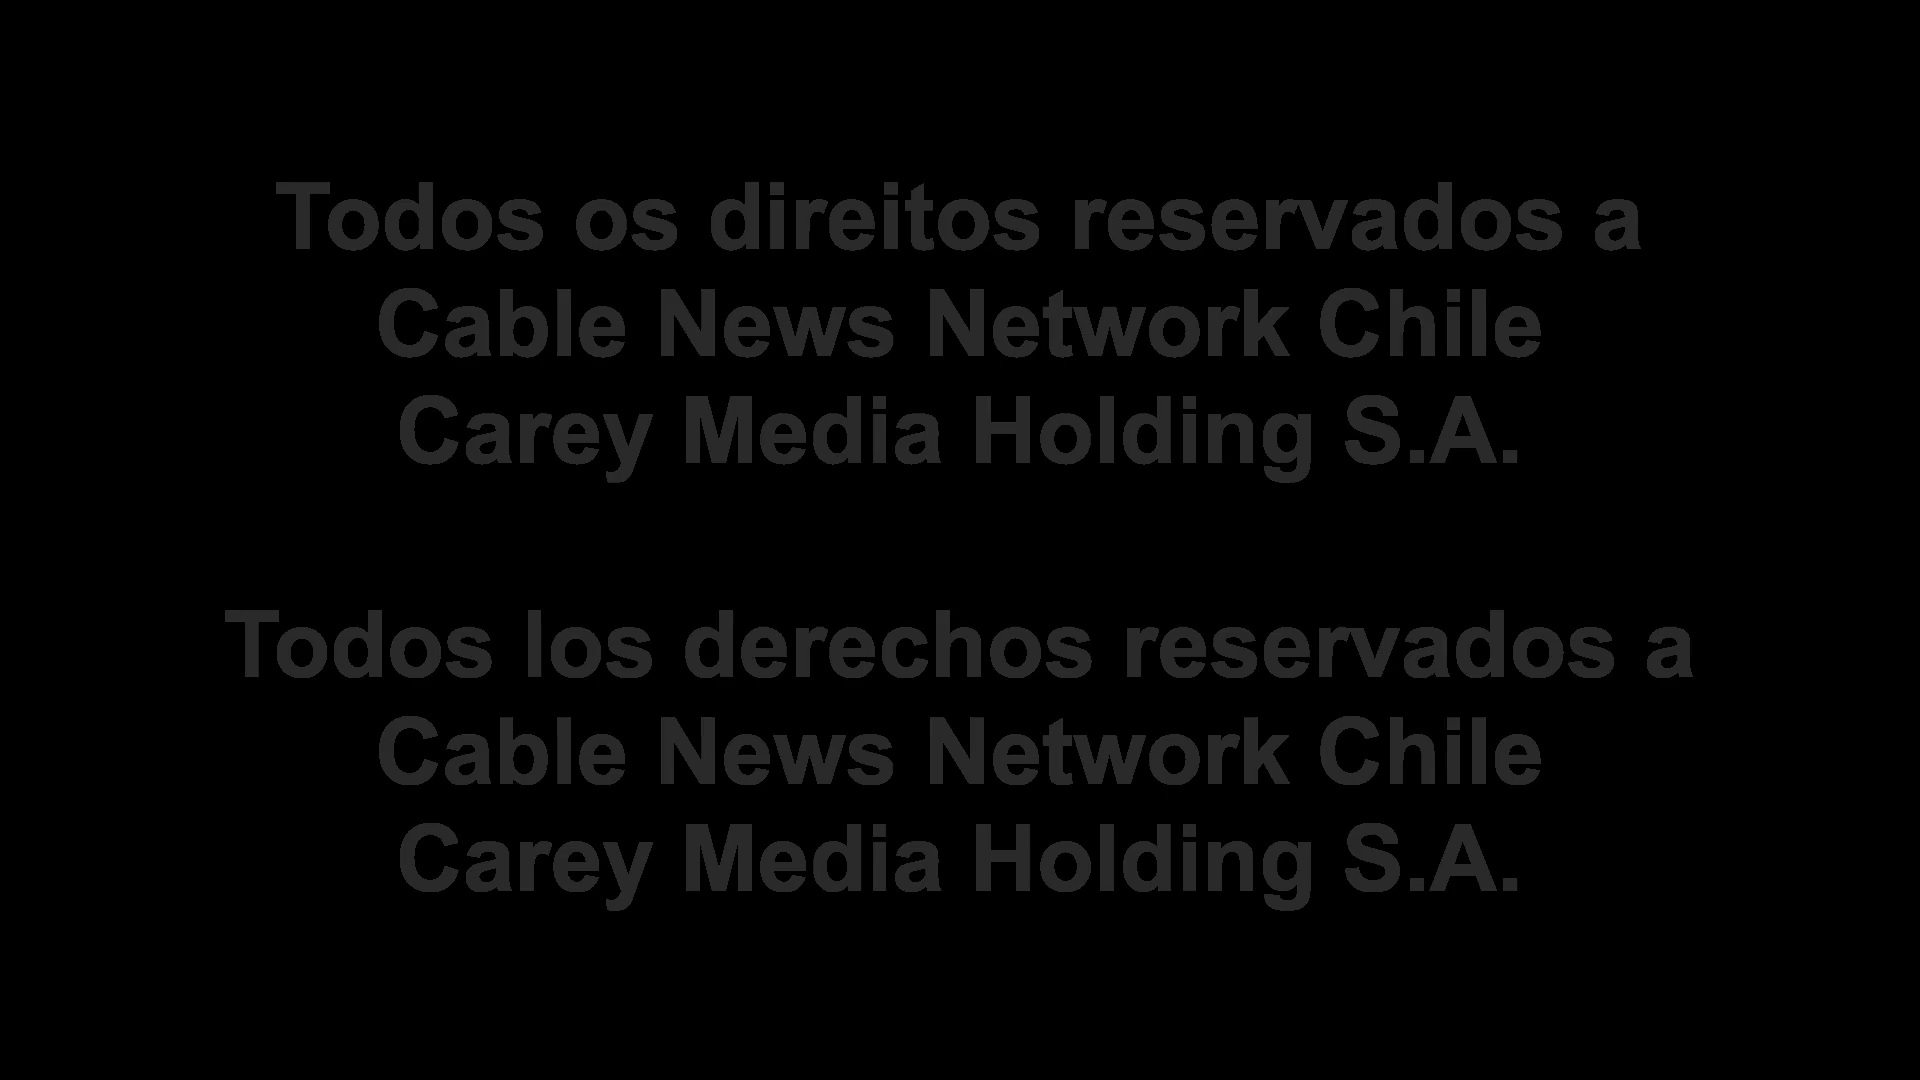 Todos os direitos reservados a
Cable News Network Chile
Carey Media Holding S.A.
Todos los derechos reservados a
Cable News Network Chile
Carey Media Holding S.A.